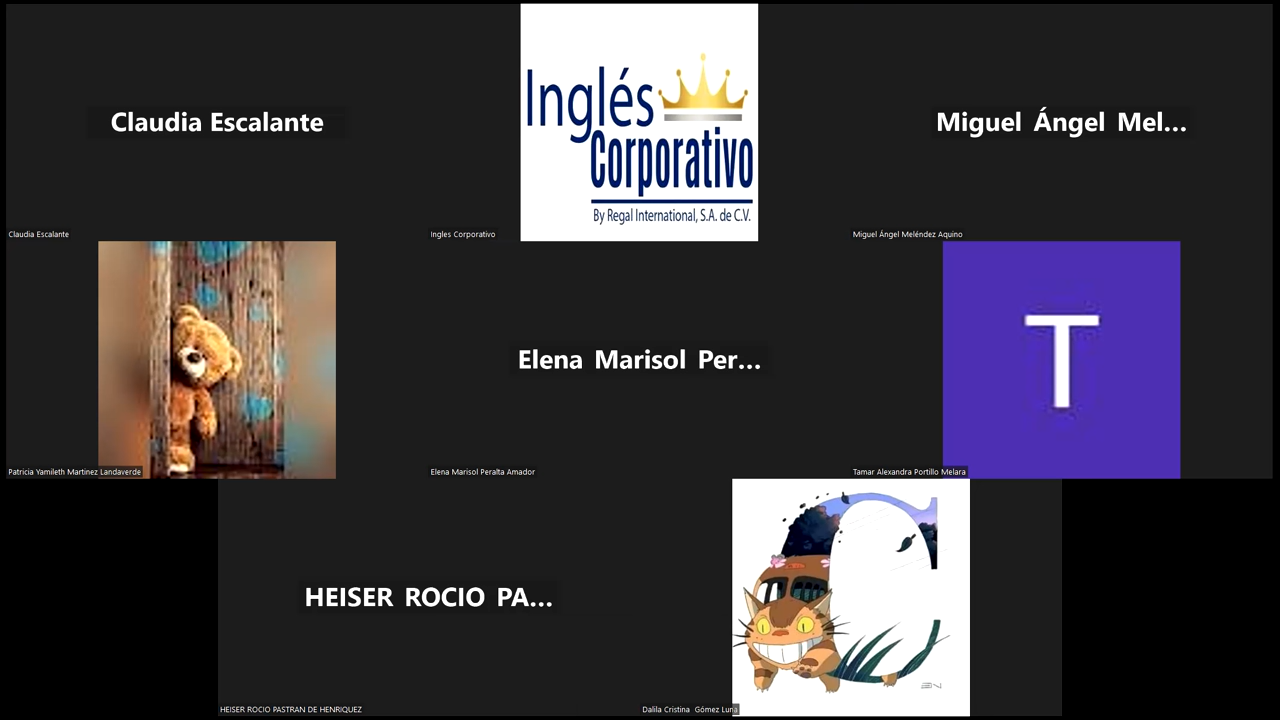 Claudia Escalante
Inglés
Corporativo
By Regal International, S.A. de C.V.
Miguel Ángel Mel...
Claudia Escalante
Ingles Corporativo
Miguel Ángel Meléndez Aquino
Elena Marisol Per...
T
Patricia Yamileth Martinez Landaverde
Elena Marisol Peralta Amador
Tamar Alexandra Portillo Melara
HEISER ROCIO PA...
HEISER ROCIO PASTRAN DE HENRIQUEZ
Dalila Cristina Gómez Luna